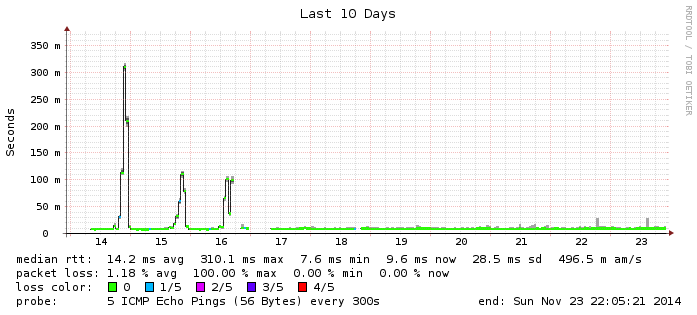 Last 10 Days
RRDTOOL / TOBI OETIKER
Seconds
350 m
300 m
250 m
200 m
150 m
100 m
50 m
0
14 15 16 17 18 19 20 21 22 23
median rtt: 14.2 ms avg 310.1 ms max 7.6 ms min 9.6 ms now 28.5 ms sd 496.5 m am/s
packet loss: 1.18 % avg 100.00 % max 0.00 % min 0.00 % now
loss color: 0 1/5 2/5 3/5 4/5
probe: 5 ICMP Echo Pings (56 Bytes) every 300s end: Sun Nov 23 22:05:21 2014